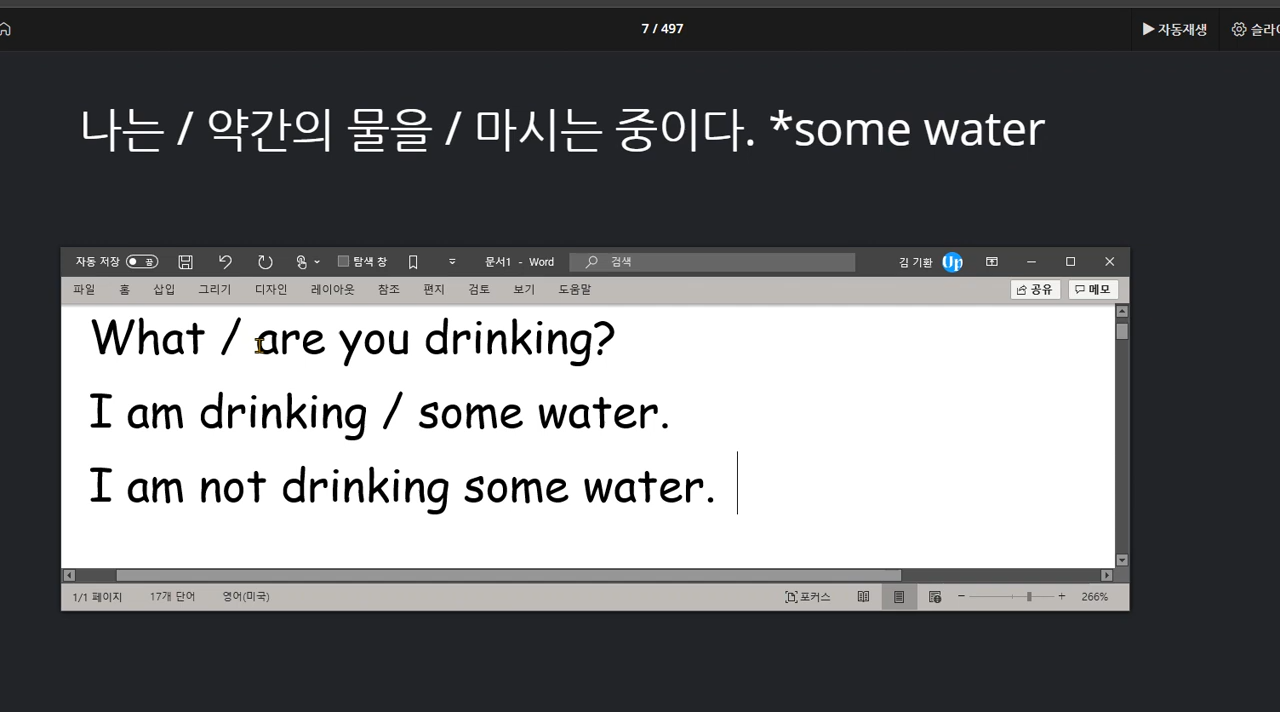 7 / 497
자동재생
슬라이
나는 / 약간의 물을 / 마시는 중이다. *some water
자동 저장 끔 탐색 창 문서1 - Word 검색 김 기환 Up
파일 홈 삽입 그리기 디자인 레이아웃 참조 편지 검토 보기 도움말 공유 메모
What / are you drinking?
I am drinking / some water.
I am not drinking some water.
1/1 페이지 17개 단어 영어(미국) 포커스 266%